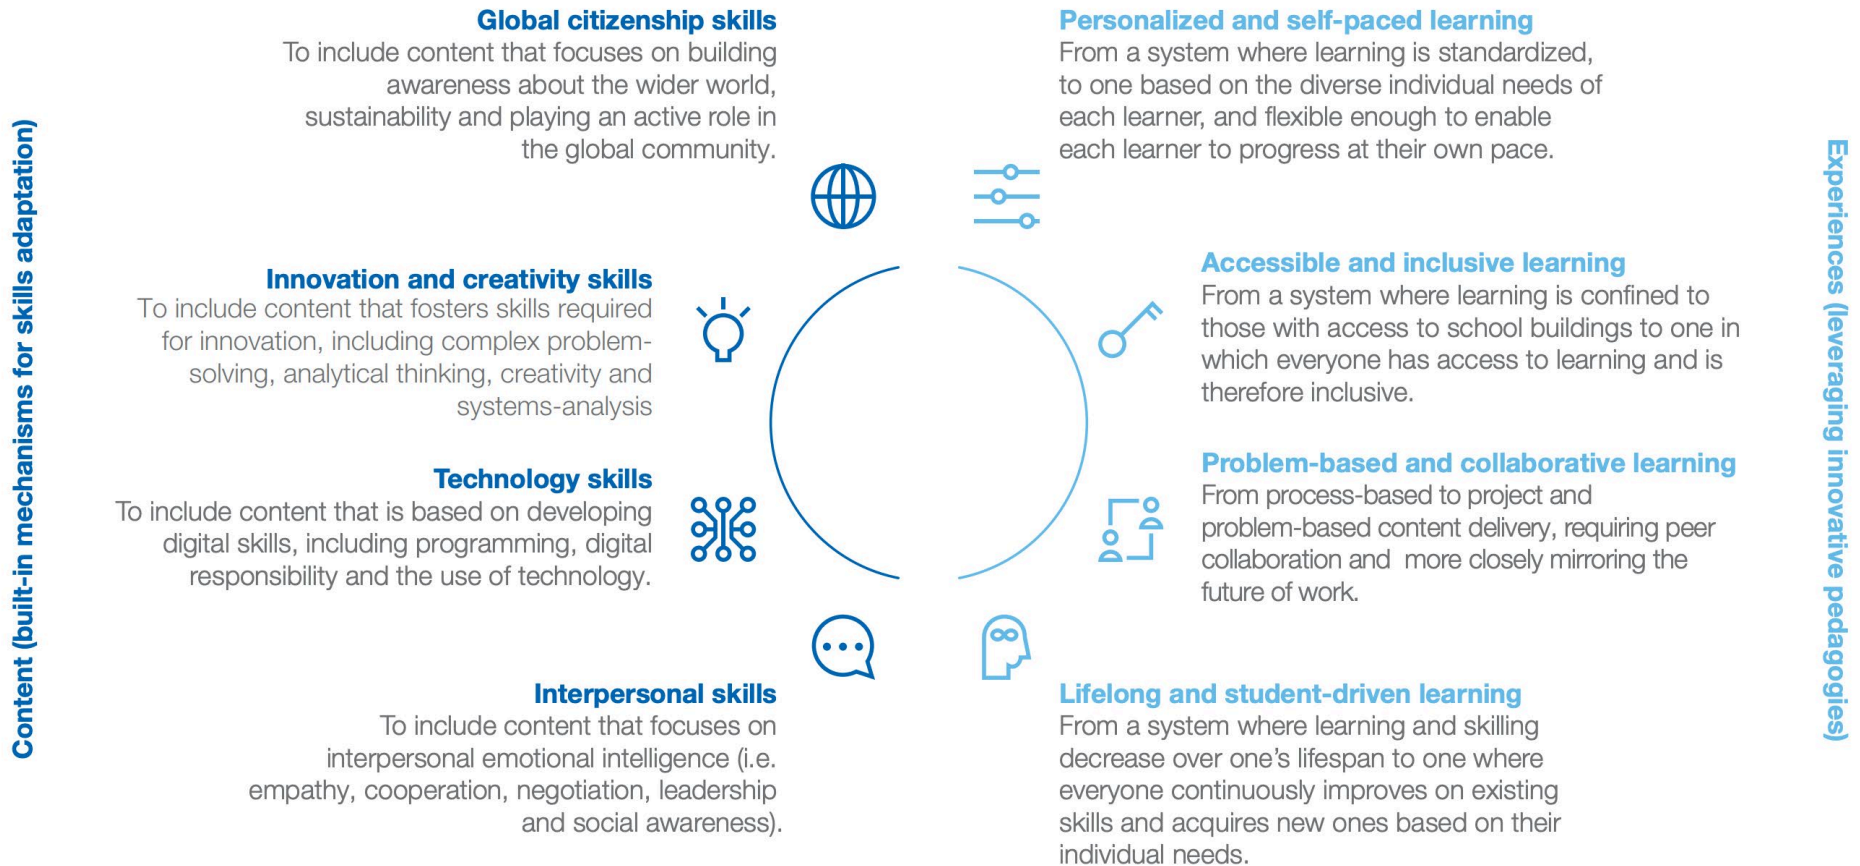 Content (built-in mechanisms for skills adaptation)
Global citizenship skills
To include content that focuses on building
awareness about the wider world,
sustainability and playing an active role in
the global community.
Innovation and creativity skills
To include content that fosters skills required
for innovation, including complex problem-
solving, analytical thinking, creativity and
systems-analysis
Technology skills
To include content that is based on developing
digital skills, including programming, digital
responsibility and the use of technology.
Interpersonal skills
To include content that focuses on
interpersonal emotional intelligence (i.e.
empathy, cooperation, negotiation, leadership
and social awareness).
Personalized and self-paced learning
From a system where learning is standardized,
to one based on the diverse individual needs of
each learner, and flexible enough to enable
each learner to progress at their own pace.
Accessible and inclusive learning
From a system where learning is confined to
those with access to school buildings to one in
which everyone has access to learning and is
therefore inclusive.
Problem-based and collaborative learning
From process-based to project and
problem-based content delivery, requiring peer
collaboration and  more closely mirroring the
future of work.
Lifelong and student-driven learning
From a system where learning and skilling
decrease over one’s lifespan to one where
everyone continuously improves on existing
skills and acquires new ones based on their
individual needs.
Experiences (leveraging innovative pedagogies)